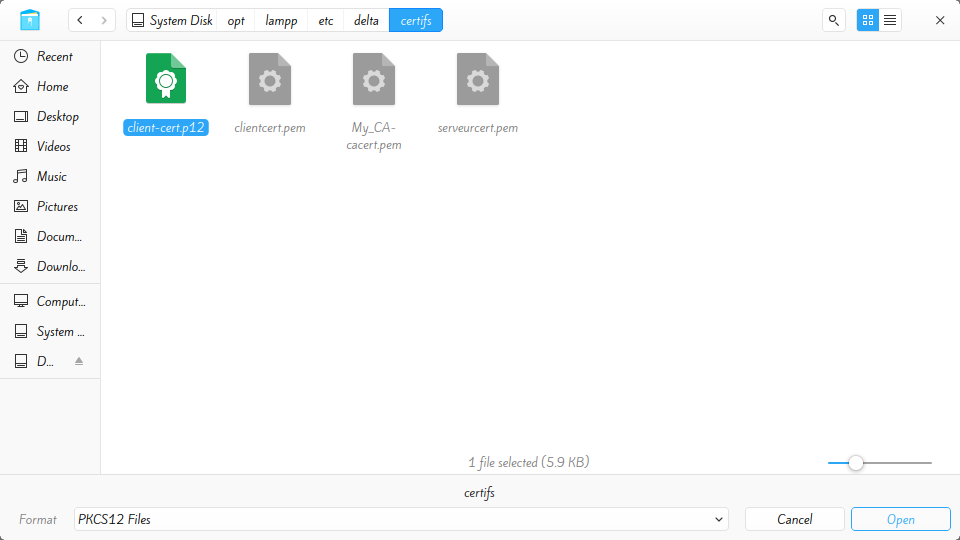 System Disk opt lampp etc delta certifs
Recent
Home
Desktop
Videos
Music
Pictures
Docum...
Downlo...
Comput...
System ...
D...
client-cert.p12
clientcert.pem
My_CA-
cacert.pem
serveurcert.pem
1 file selected (5.9 KB)
certifs
Format PKCS12 Files Cancel Open